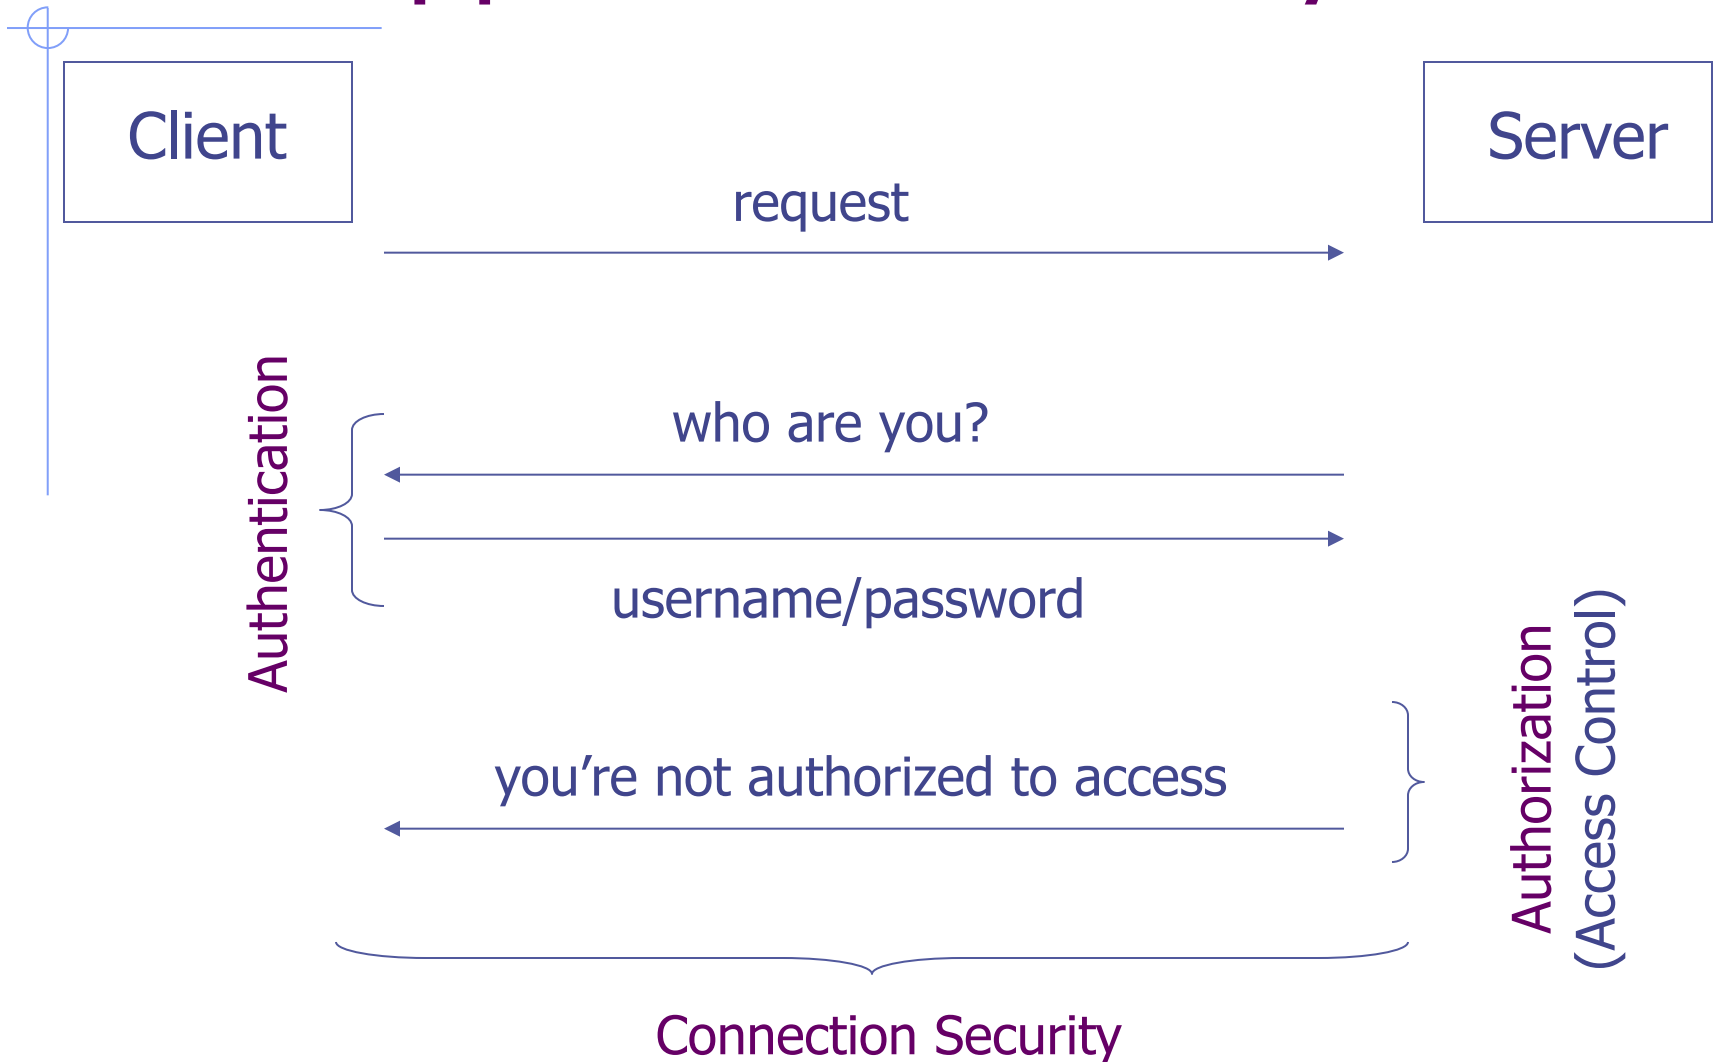 Client
Server
request
Authentication
who are you?
username/password
you’re not authorized to access
Authorization
(Access Control)
Connection Security